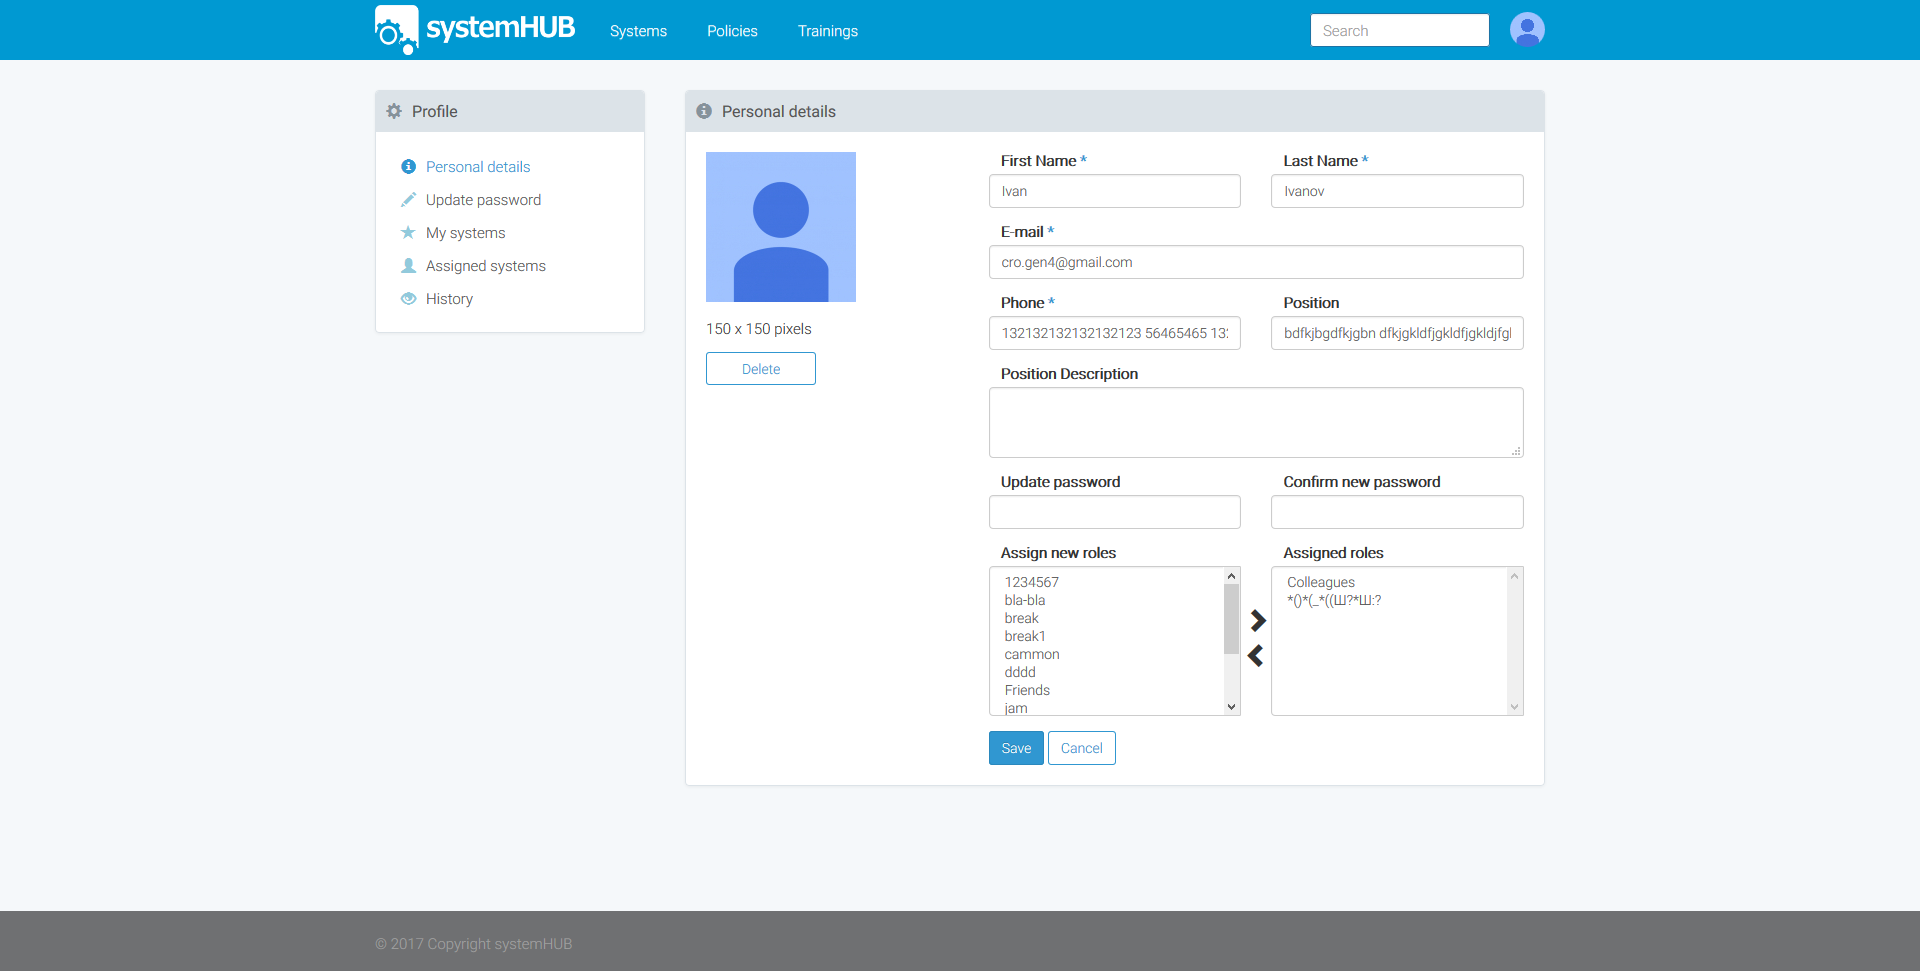 systemHUB Systems Policies Trainings Search
Profile
Personal details
Update password
My systems
Assigned systems
History
Personal details
150 x 150 pixels
Delete
First Name * Last Name *
Ivan Ivanov
E-mail *
cro.gen4@gmail.com
Phone * Position
132132132132132123 56465465 13 bdfkjbgdfkjgbn dfkjgkldfjgkldfjgkldjfgl
Position Description
Update password Confirm new password
Assign new roles Assigned roles
1234567 Colleagues
bla-bla *()*(_*((Ш?*Ш:?
break
break1
cammon
dddd
Friends
jam
Save Cancel
© 2017 Copyright systemHUB